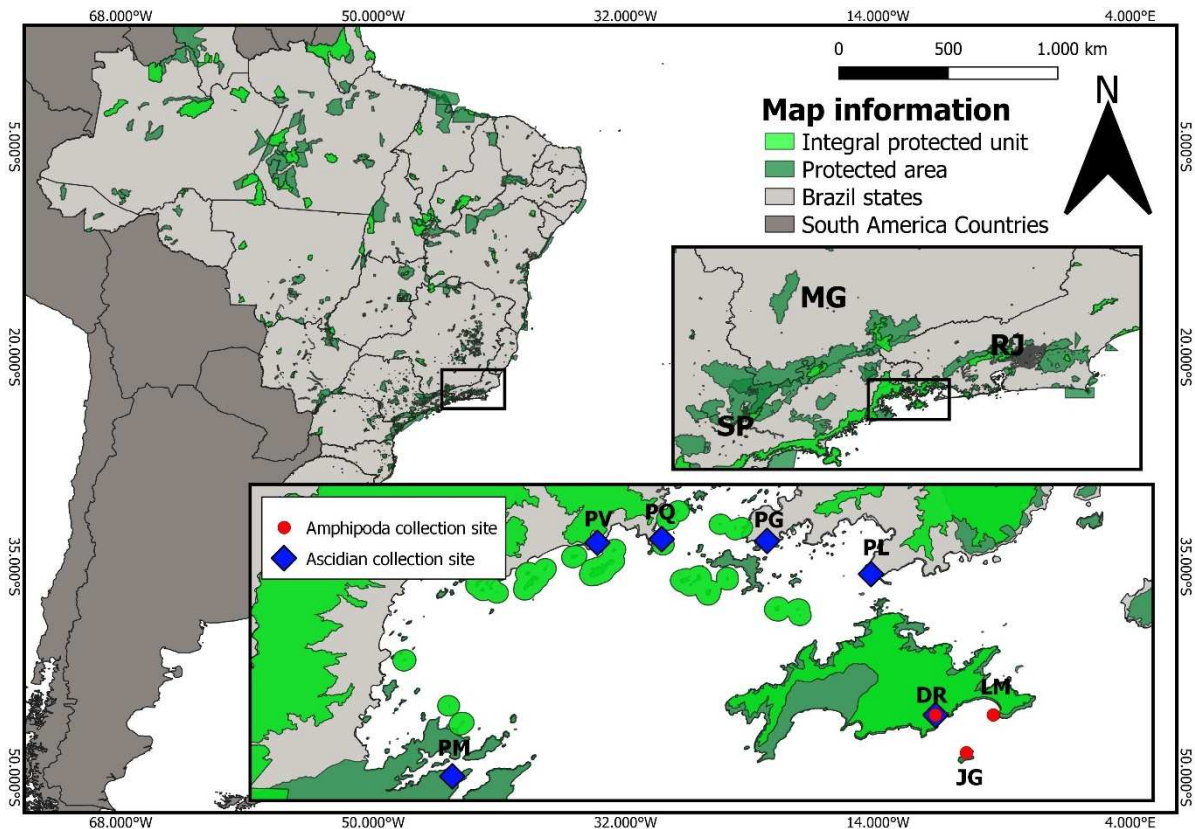 68.000°W 50.000°W 32.000°W 14.000°W 4.000°E
0 500 1.000 km
N
Map information
Integral protected unit
Protected area
Brazil states
South America Countries
5.000°S 5.000°S
MG
RJ
SP
20.000°S 20.000°S
Amphipoda collection site
Ascidian collection site
PV PQ PG PL
35.000°S 35.000°S
DR LM
PM
JG
50.000°S 50.000°S
68.000°W 50.000°W 32.000°W 14.000°W 4.000°E